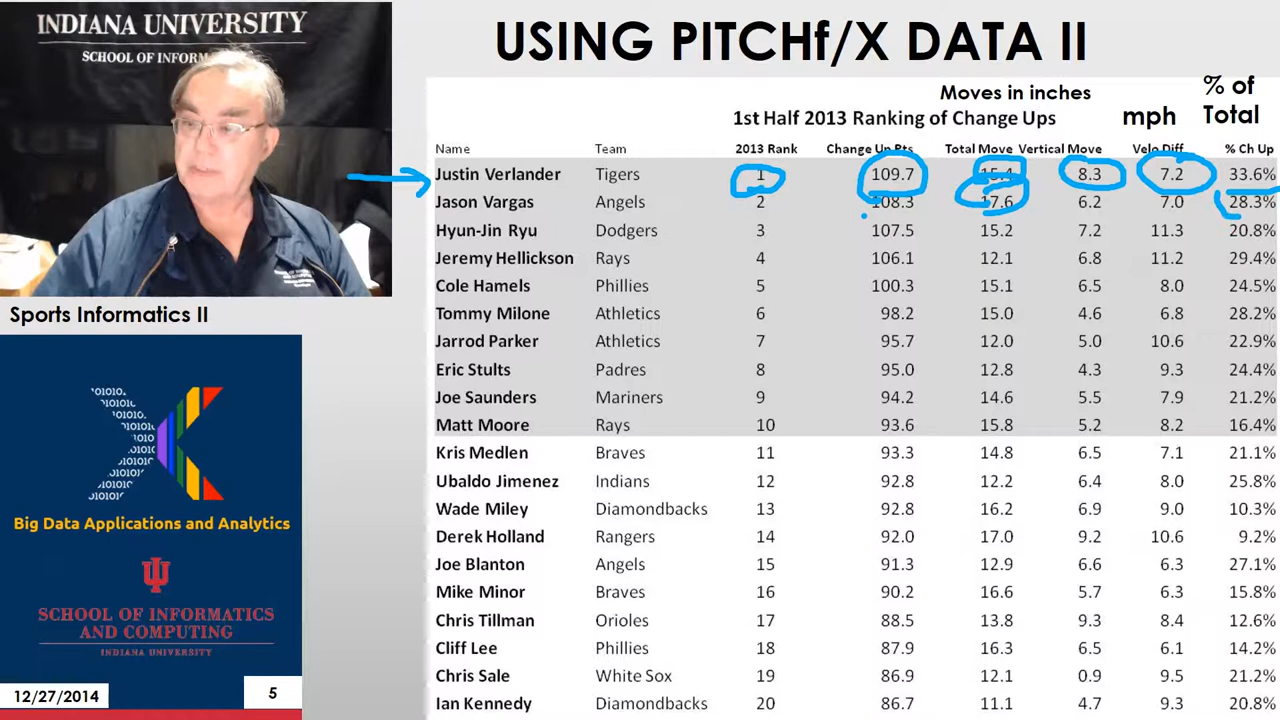 INDIANA UNIVERSITY
SCHOOL OF INFORM
USING PITCHf/X DATA II
Moves in inches
% of
1st Half 2013 Ranking of Change Ups mph Total
Name Team 2013 Rank Change Up Pts Total Move Vertical Move Velo Diff % Ch Up
Justin Verlander Tigers 1 109.7 15.4 8.3 7.2 33.6%
Jason Vargas Angels 2 108.3 17.6 6.2 7.0 28.3%
Hyun-Jin Ryu Dodgers 3 107.5 15.2 7.2 11.3 20.8%
Jeremy Hellickson Rays 4 106.1 12.1 6.8 11.2 29.4%
Cole Hamels Phillies 5 100.3 15.1 6.5 8.0 24.5%
Tommy Milone Athletics 6 98.2 15.0 4.6 6.8 28.2%
Jarrod Parker Athletics 7 95.7 12.0 5.0 10.6 22.9%
Eric Stults Padres 8 95.0 12.8 4.3 9.3 24.4%
Joe Saunders Mariners 9 94.2 14.6 5.5 7.9 21.2%
Matt Moore Rays 10 93.6 15.8 5.2 8.2 16.4%
Kris Medlen Braves 11 93.3 14.8 6.5 7.1 21.1%
Ubaldo Jimenez Indians 12 92.8 12.2 6.4 8.0 25.8%
Wade Miley Diamondbacks 13 92.8 16.2 6.9 9.0 10.3%
Derek Holland Rangers 14 92.0 17.0 9.2 10.6 9.2%
Joe Blanton Angels 15 91.3 12.9 6.6 6.3 27.1%
Mike Minor Braves 16 90.2 16.6 5.7 6.3 15.8%
Chris Tillman Orioles 17 88.5 13.8 9.3 8.4 12.6%
Cliff Lee Phillies 18 87.9 16.3 6.5 6.1 14.2%
Chris Sale White Sox 19 86.9 12.1 0.9 9.5 21.2%
Ian Kennedy Diamondbacks 20 86.7 11.1 4.7 9.3 20.8%
Sports Informatics II
Big Data Applications and Analytics
SCHOOL OF INFORMATICS
AND COMPUTING
INDIANA UNIVERSITY
12/27/2014 5